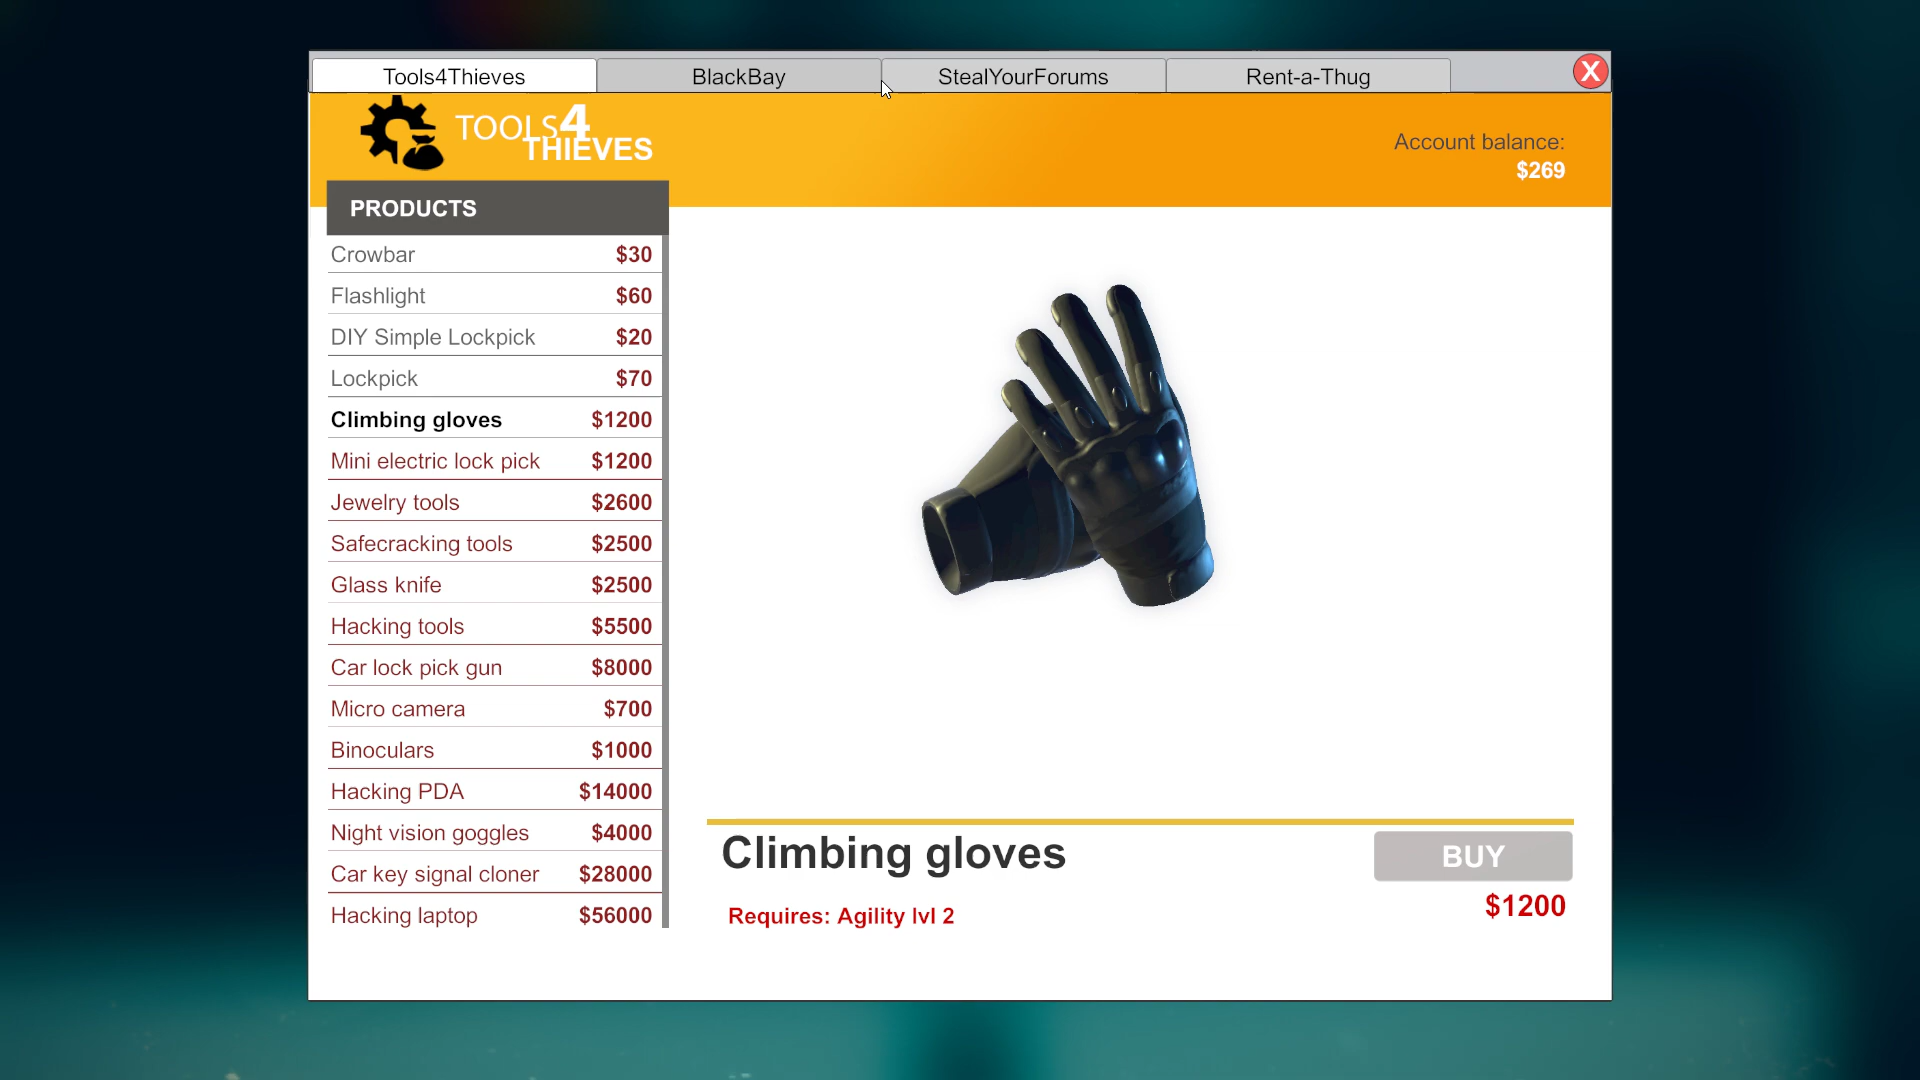 Tools4Thieves
BlackBay
StealYourForums
Rent-a-Thug
X
TOOLS4
THIEVES
Account balance:
$269
PRODUCTS
Crowbar $30
Flashlight $60
DIY Simple Lockpick $20
Lockpick $70
Climbing gloves $1200
Mini electric lock pick $1200
Jewelry tools $2600
Safecracking tools $2500
Glass knife $2500
Hacking tools $5500
Car lock pick gun $8000
Micro camera $700
Binoculars $1000
Hacking PDA $14000
Night vision goggles $4000
Car key signal cloner $28000
Hacking laptop $56000
Climbing gloves
BUY
Requires: Agility lvl 2
$1200